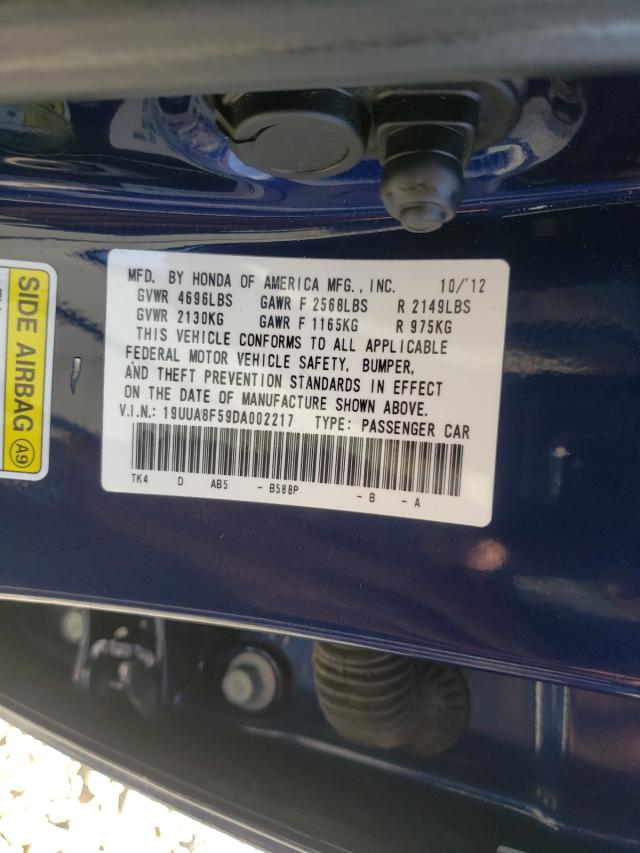 MFD. BY HONDA OF AMERICA MFG., INC. 10/'12
GVWR 4696LBS GAWR F 2568LBS R 2149LBS
GVWR 2130KG GAWR F 1165KG R 975KG
THIS VEHICLE CONFORMS TO ALL APPLICABLE
FEDERAL MOTOR VEHICLE SAFETY, BUMPER,
AND THEFT PREVENTION STANDARDS IN EFFECT
ON THE DATE OF MANUFACTURE SHOWN ABOVE.
V.I.N.: 19UUA8F59DA002217 TYPE: PASSENGER CAR
TK4 D AB5 - B588P - B - A
SIDE AIRBAG A9